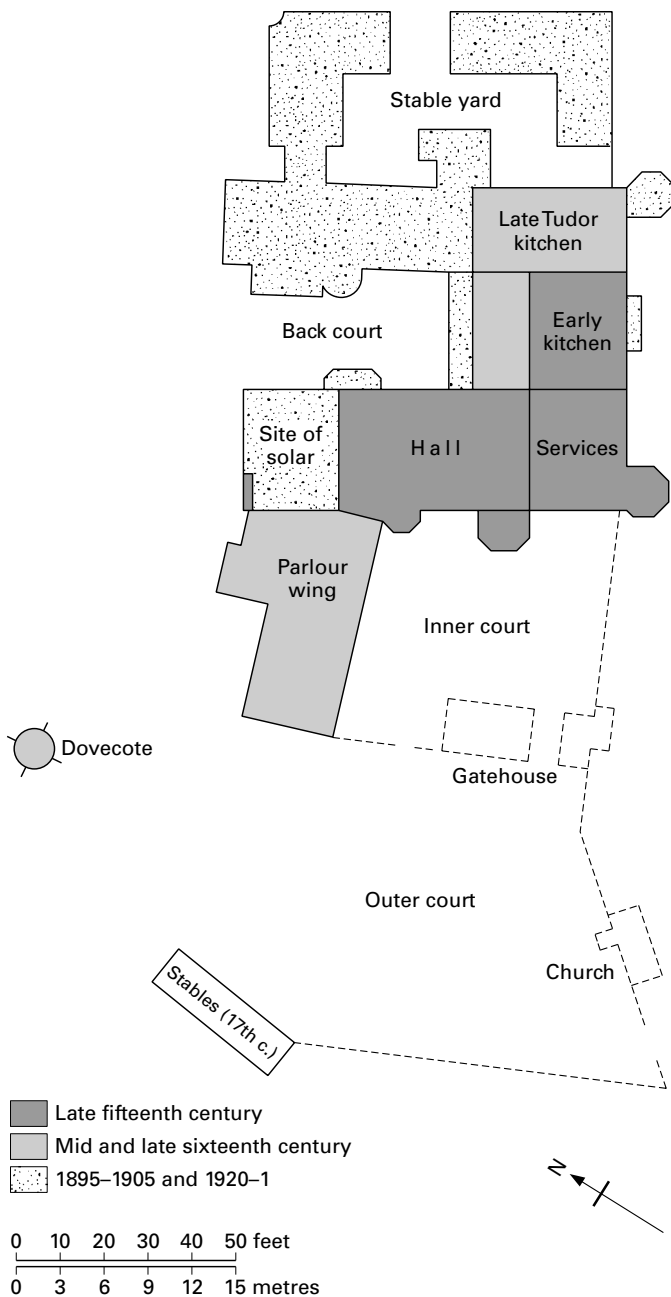 Stable yard
Late Tudor
kitchen
Back court
Early
kitchen
Site of
solar
Hall
Services
Parlour
wing
Inner court
Dovecote
Gatehouse
Outer court
Church
Stables (17th c.)
Late fifteenth century
Mid and late sixteenth century
1895–1905 and 1920–1
N
0 10 20 30 40 50 feet
0 3 6 9 12 15 metres